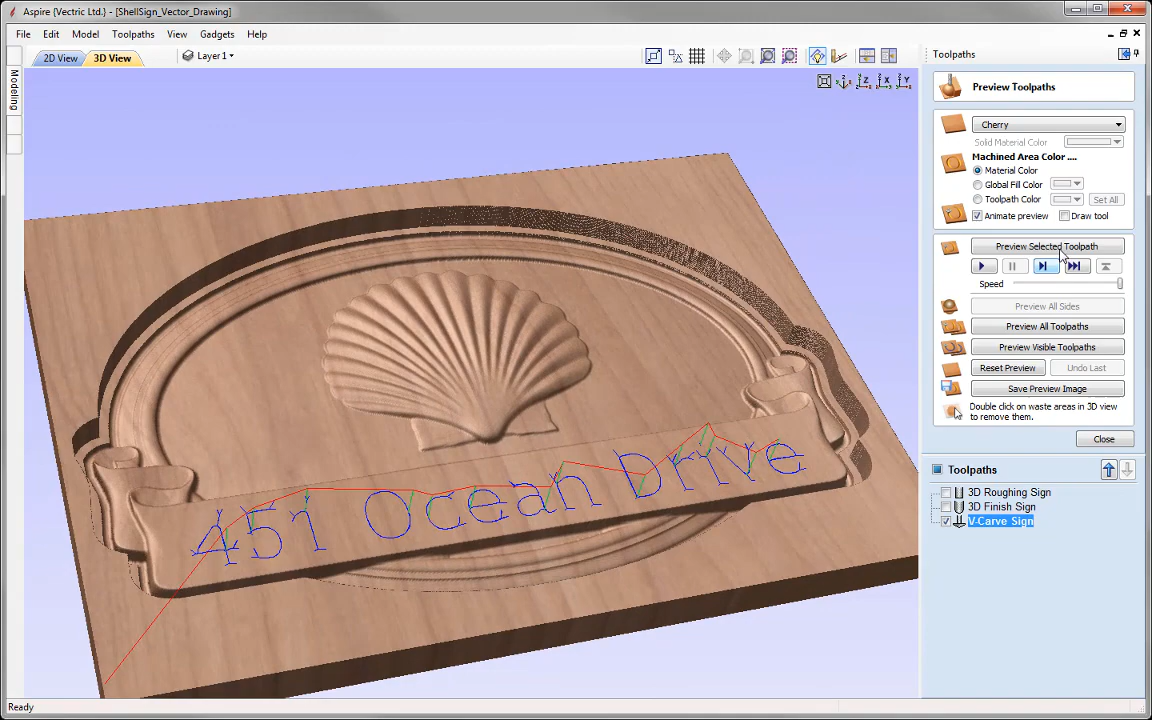 Aspire {Vectric Ltd.} - [ShellSign_Vector_Drawing]
File Edit Model Toolpaths View Gadgets Help
2D View 3D View Layer 1
Modeling
Z X Y
451 Ocean Drive
Toolpaths
Preview Toolpaths
Cherry
Solid Material Color
Machined Area Color ....
Material Color
Global Fill Color
Toolpath Color Set All
Animate preview Draw tool
Preview Selected Toolpath
Speed
Preview All Sides
Preview All Toolpaths
Preview Visible Toolpaths
Reset Preview Undo Last
Save Preview Image
Double click on waste areas in 3D view
to remove them.
Close
Toolpaths
3D Roughing Sign
3D Finish Sign
V-Carve Sign
Ready